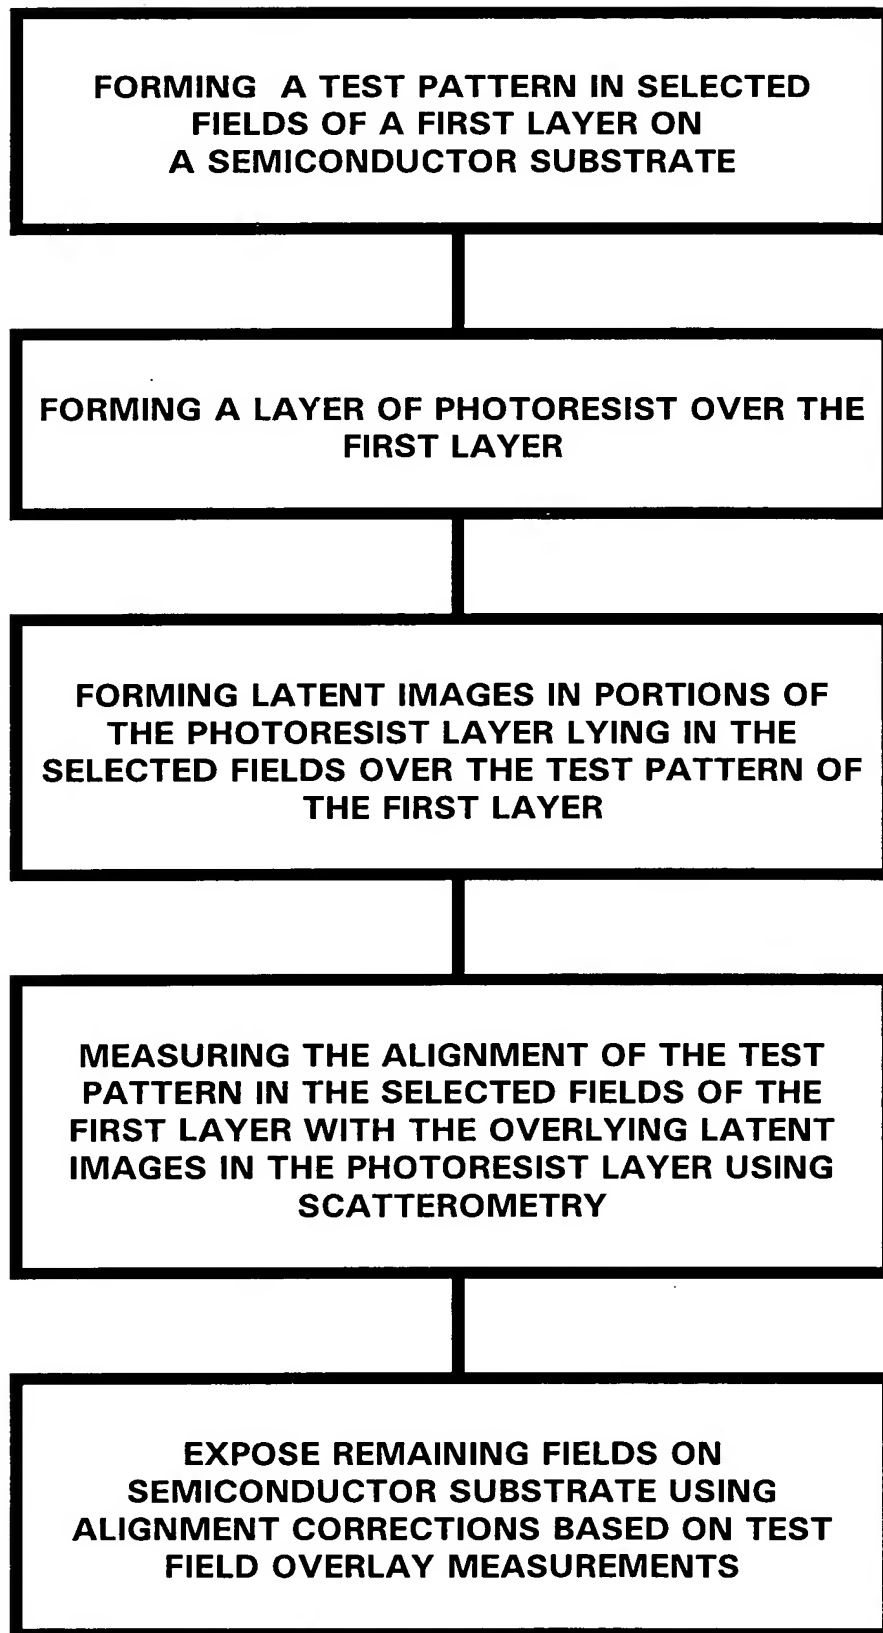 FORMING A TEST PATTERN IN SELECTED
FIELDS OF A FIRST LAYER ON
A SEMICONDUCTOR SUBSTRATE
FORMING A LAYER OF PHOTORESIST OVER THE
FIRST LAYER
FORMING LATENT IMAGES IN PORTIONS OF
THE PHOTORESIST LAYER LYING IN THE
SELECTED FIELDS OVER THE TEST PATTERN OF
THE FIRST LAYER
MEASURING THE ALIGNMENT OF THE TEST
PATTERN IN THE SELECTED FIELDS OF THE
FIRST LAYER WITH THE OVERLYING LATENT
IMAGES IN THE PHOTORESIST LAYER USING
SCATTEROMETRY
EXPOSE REMAINING FIELDS ON
SEMICONDUCTOR SUBSTRATE USING
ALIGNMENT CORRECTIONS BASED ON TEST
FIELD OVERLAY MEASUREMENTS